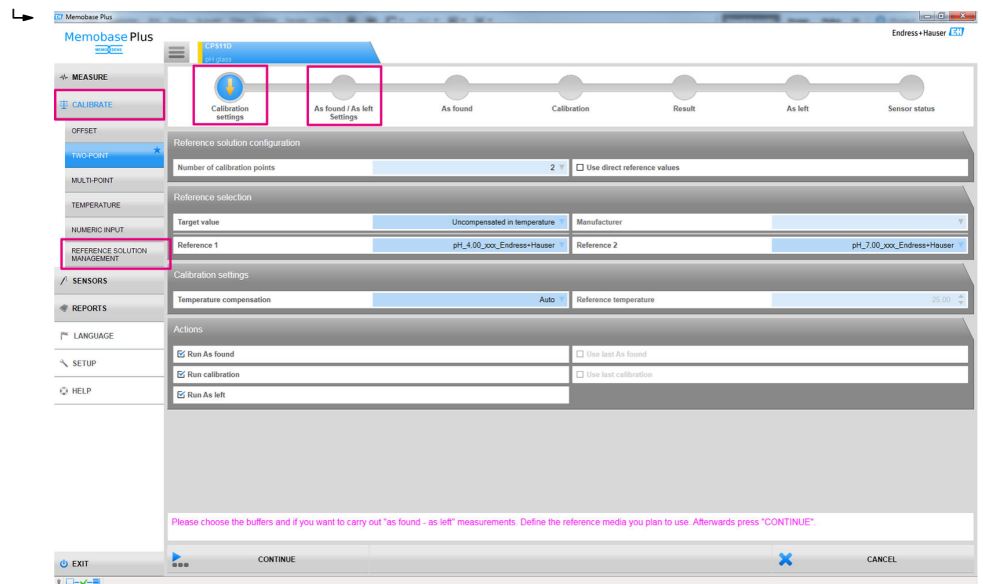 Memobase Plus
Memobase Plus
MEMOSENS
Endress+Hauser EH
CPS11D
pH glass
MEASURE
CALIBRATE
OFFSET
TWO-POINT
MULTI-POINT
TEMPERATURE
NUMERIC INPUT
REFERENCE SOLUTION
MANAGEMENT
SENSORS
REPORTS
LANGUAGE
SETUP
HELP
EXIT
Calibration
settings
As found / As left
Settings
As found
Calibration
Result
As left
Sensor status
Reference solution configuration
Number of calibration points 2 Use direct reference values
Reference selection
Target value Uncompensated in temperature Manufacturer
Reference 1 pH_4.00_xxx_Endress+Hauser Reference 2 pH_7.00_xxx_Endress+Hauser
Calibration settings
Temperature compensation Auto Reference temperature 25.00
Actions
Run As found Use last As found
Run calibration Use last calibration
Run As left
Please choose the buffers and if you want to carry out "as found - as left" measurements. Define the reference media you plan to use. Afterwards press "CONTINUE".
CONTINUE CANCEL